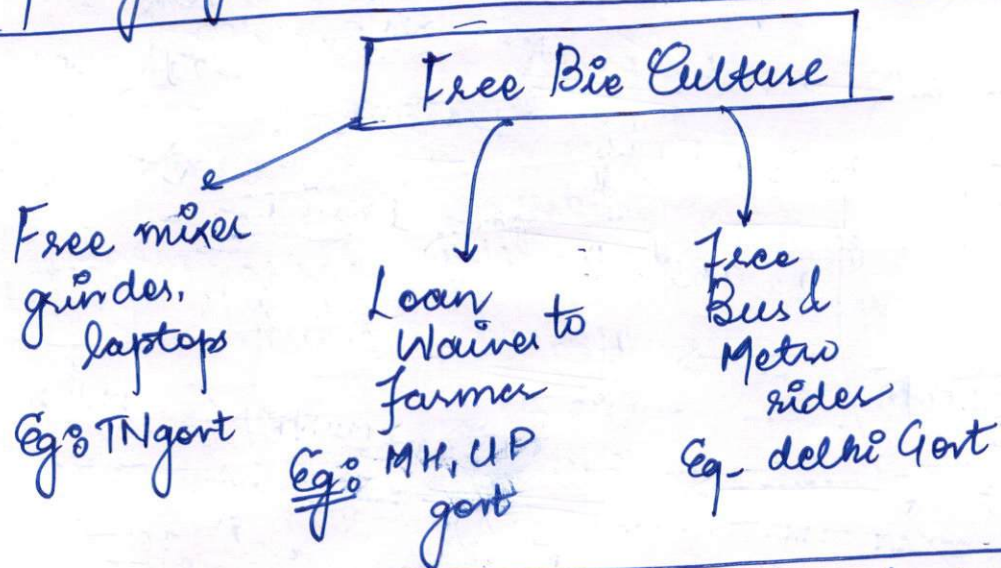 Free Bie Culture
Free mixer
grinder,
laptops
Eg: TN govt
Loan
Waiver to
farmer
Eg: MH, UP
govt
Free
Bus &
Metro
rides
Eg- delhi Govt